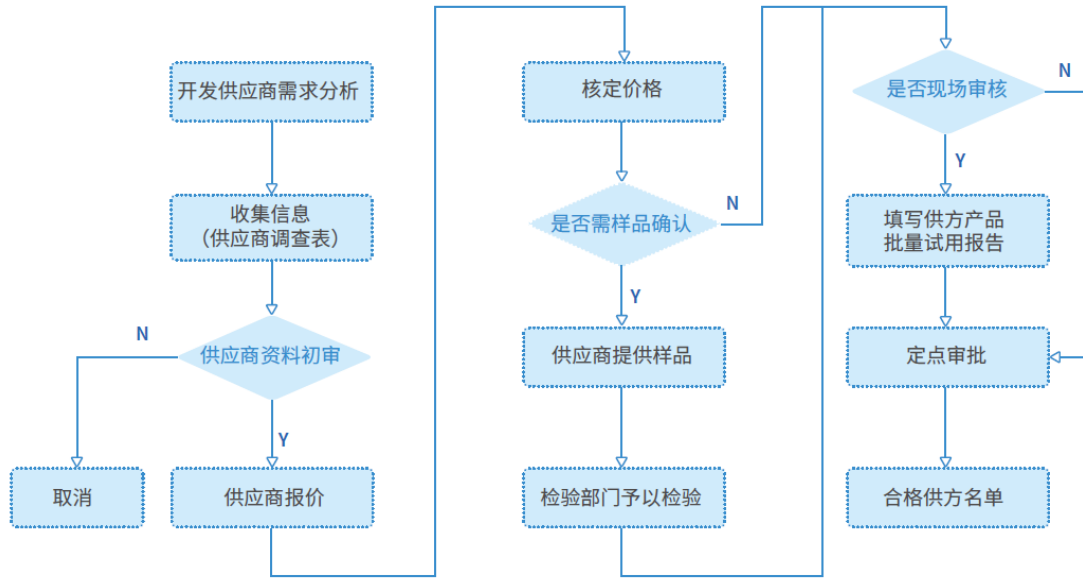 开发供应商需求分析
收集信息
（供应商调查表）
供应商资料初审
N
Y
取消
供应商报价
核定价格
是否需样品确认
N
Y
供应商提供样品
检验部门予以检验
是否现场审核
N
Y
填写供方产品
批量试用报告
定点审批
合格供方名单